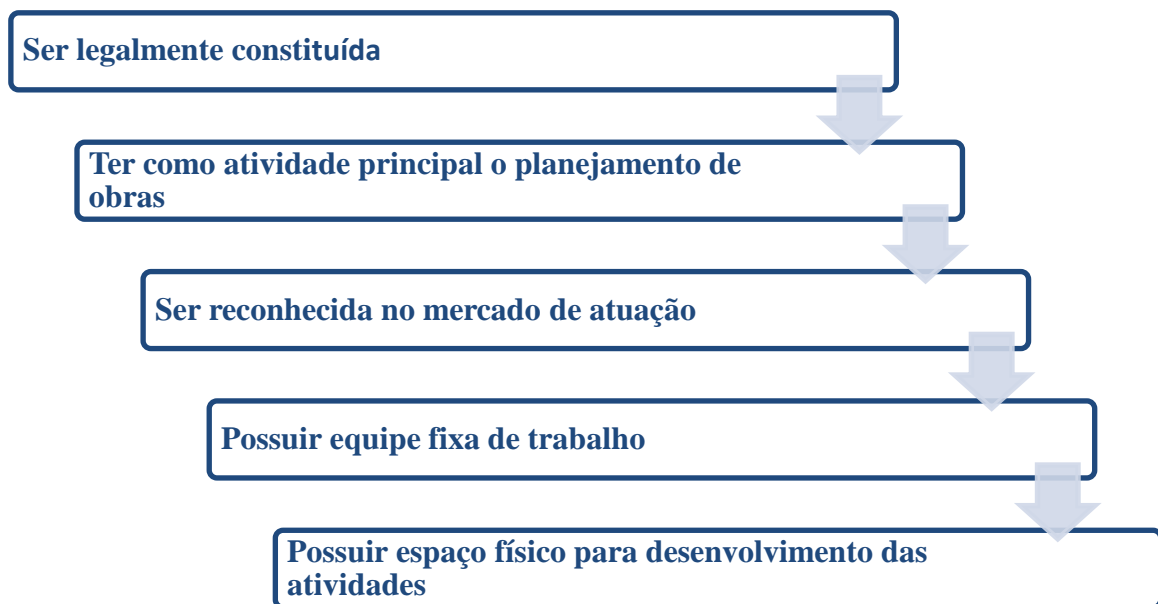 Ser legalmente constituída
Ter como atividade principal o planejamento de
obras
Ser reconhecida no mercado de atuação
Possuir equipe fixa de trabalho
Possuir espaço físico para desenvolvimento das
atividades